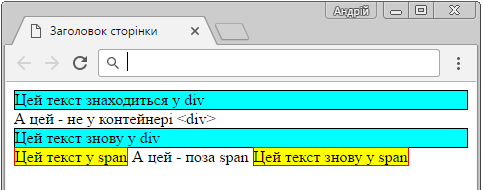 Андрій
Заголовок сторінки
Цей текст знаходиться у div
А цей - не у контейнері <div>
Цей текст знову у div
Цей текст у span А цей - поза span Цей текст знову у span